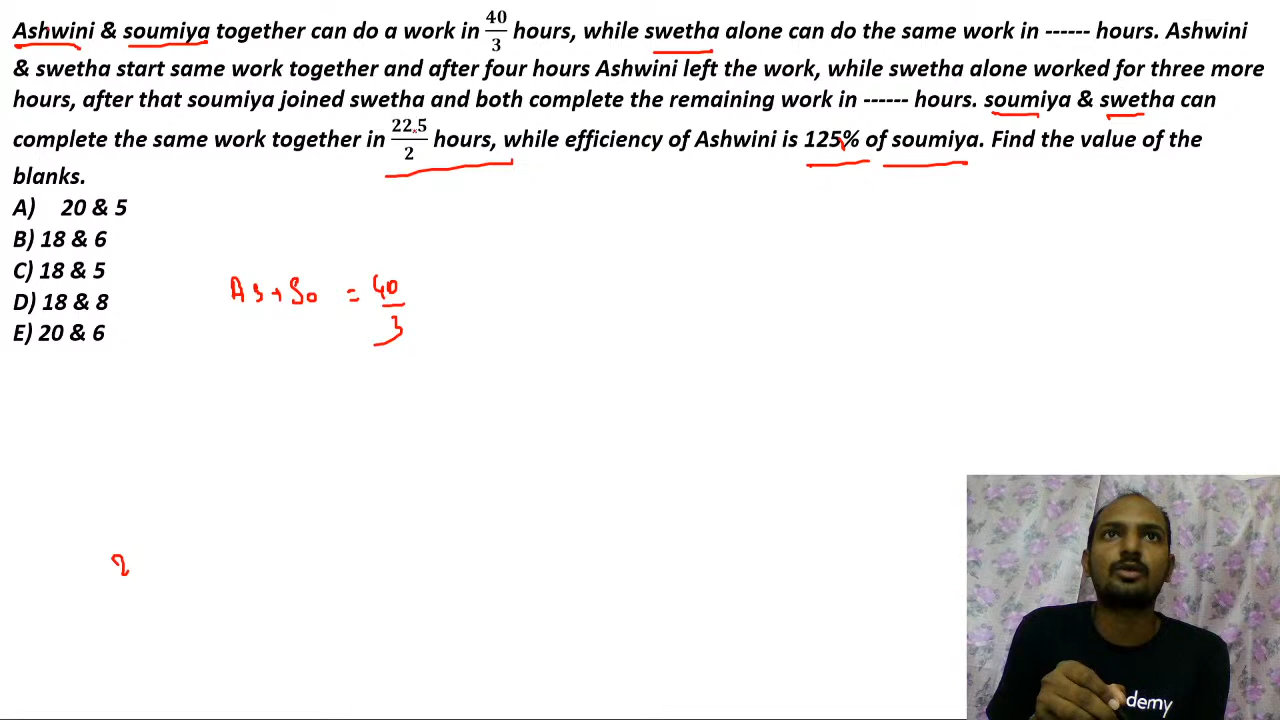 Ashwini & soumiya together can do a work in 40/3 hours, while swetha alone can do the same work in ------ hours. Ashwini
& swetha start same work together and after four hours Ashwini left the work, while swetha alone worked for three more
hours, after that soumiya joined swetha and both complete the remaining work in ------ hours. soumiya & swetha can
complete the same work together in 22.5/2 hours, while efficiency of Ashwini is 125% of soumiya. Find the value of the
blanks.
A) 20 & 5
B) 18 & 6
C) 18 & 5
D) 18 & 8
E) 20 & 6
As + So = 40/3
demy